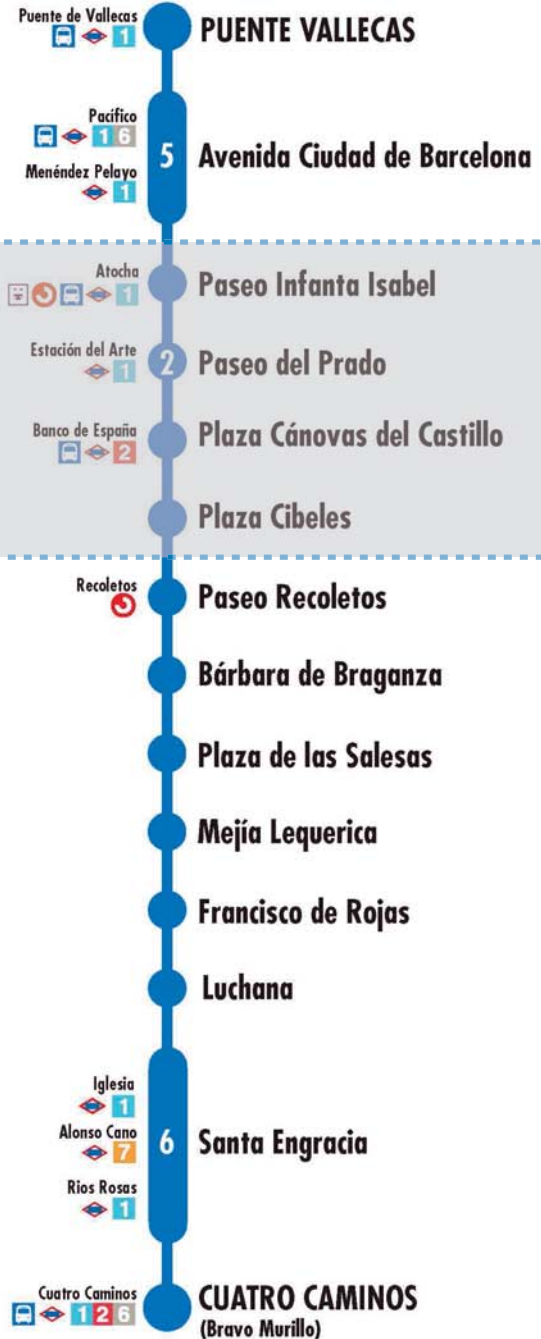 Puente de Vallecas
1
PUENTE VALLECAS
Pacífico
1 6
Menéndez Pelayo
1
5
Avenida Ciudad de Barcelona
Atocha
1
Paseo Infanta Isabel
Estación del Arte
1
2
Paseo del Prado
Banco de España
2
Plaza Cánovas del Castillo
Plaza Cibeles
Recoletos
Paseo Recoletos
Bárbara de Braganza
Plaza de las Salesas
Mejía Lequerica
Francisco de Rojas
Luchana
Iglesia
1
Alonso Cano
7
Rios Rosas
1
6
Santa Engracia
Cuatro Caminos
1 2 6
CUATRO CAMINOS
(Bravo Murillo)